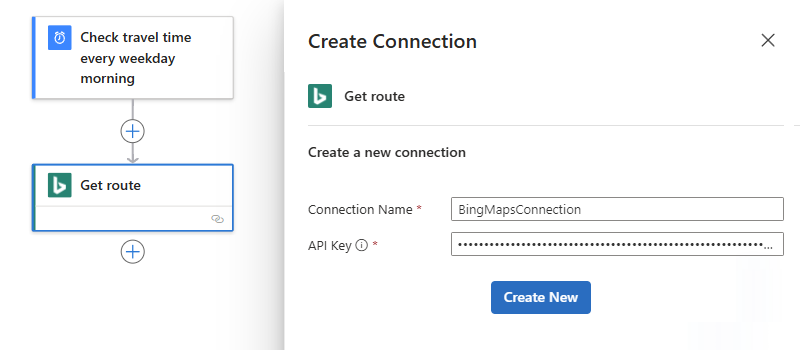 Check travel time
every weekday
morning
Get route
Create Connection
Get route
Create a new connection
Connection Name *
BingMapsConnection
API Key *
••••••••••••••••••••••••••••••••••••••••••••••••••••••••••••...
Create New